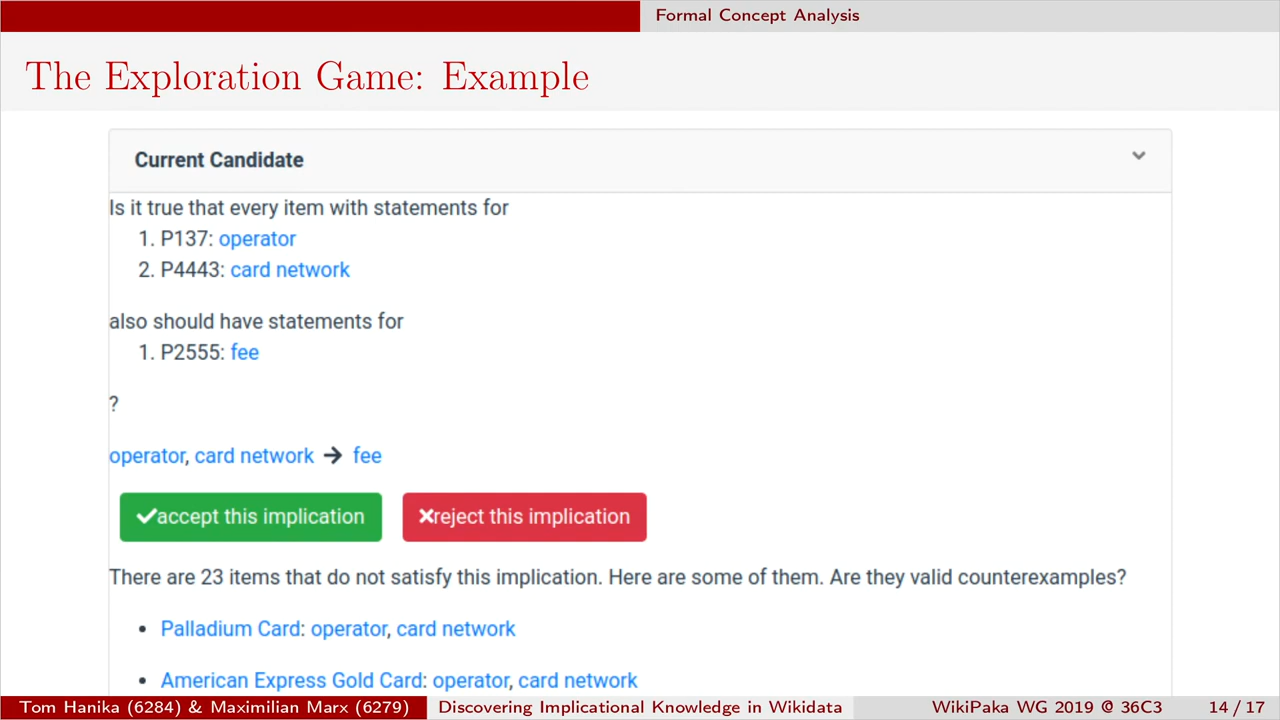 Formal Concept Analysis
The Exploration Game: Example
Current Candidate
Is it true that every item with statements for
1. P137: operator
2. P4443: card network
also should have statements for
1. P2555: fee
?
operator, card network → fee
✔accept this implication ✖reject this implication
There are 23 items that do not satisfy this implication. Here are some of them. Are they valid counterexamples?
• Palladium Card: operator, card network
• American Express Gold Card: operator, card network
Tom Hanika (6284) & Maximilian Marx (6279) Discovering Implicational Knowledge in Wikidata WikiPaka WG 2019 @ 36C3 14 / 17